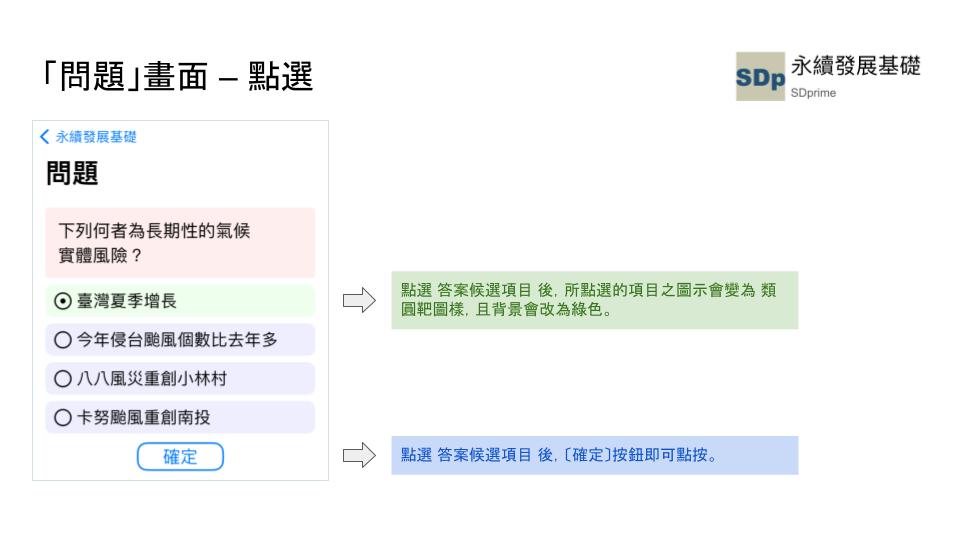 「問題」畫面 – 點選
SDp
永續發展基礎
SDprime
永續發展基礎
問題
下列何者為長期性的氣候
實體風險？
臺灣夏季增長
今年侵台颱風個數比去年多
八八風災重創小林村
卡努颱風重創南投
確定
點選 答案候選項目 後, 所點選的項目之圖示會變為 類
圓靶圖樣, 且背景會改為綠色。
點選 答案候選項目 後,〔確定〕按鈕即可點按。